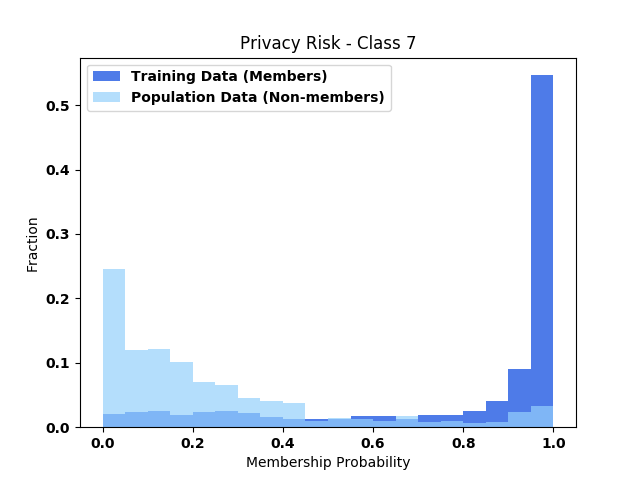 Privacy Risk - Class 7
Training Data (Members)
Population Data (Non-members)
Fraction
0.5
0.4
0.3
0.2
0.1
0.0
0.0 0.2 0.4 0.6 0.8 1.0
Membership Probability